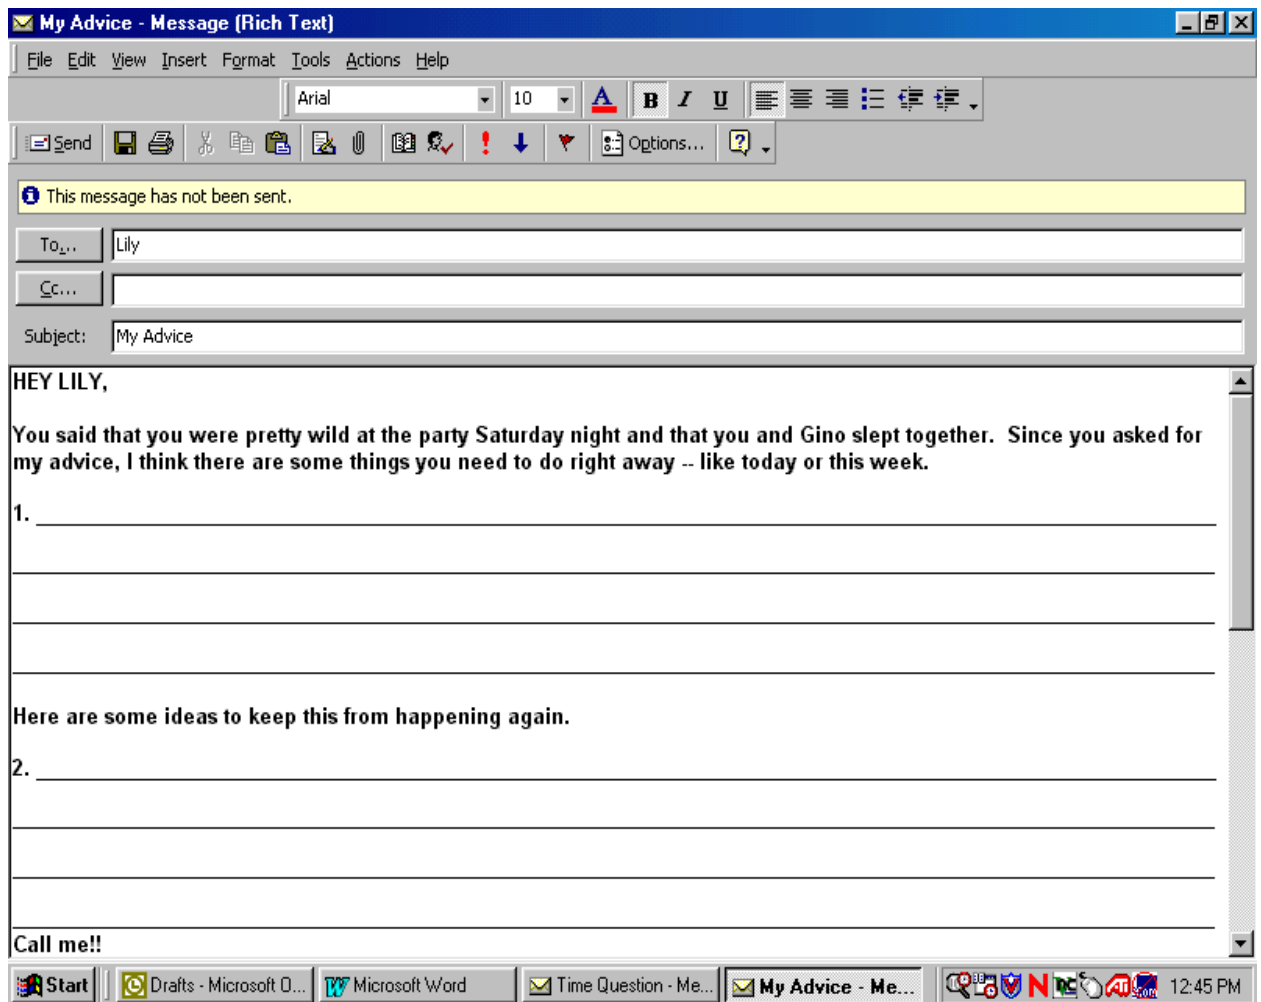 My Advice - Message (Rich Text)
File Edit View Insert Format Tools Actions Help
Arial 10 A B I U
Send Options...
This message has not been sent.
To... Lily
Cc...
Subject: My Advice
HEY LILY,
You said that you were pretty wild at the party Saturday night and that you and Gino slept together. Since you asked for
my advice, I think there are some things you need to do right away -- like today or this week.
1.
Here are some ideas to keep this from happening again.
2.
Call me!!
Start Drafts - Microsoft O... Microsoft Word Time Question - Me... My Advice - Me... 12:45 PM